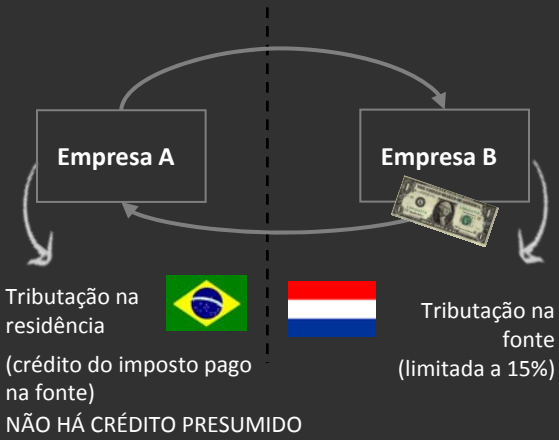 Empresa A
Empresa B
Tributação na
residência
(crédito do imposto pago
na fonte)
NÃO HÁ CRÉDITO PRESUMIDO
Tributação na
fonte
(limitada a 15%)